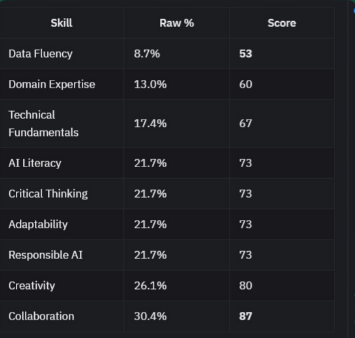 Skill Raw % Score
Data Fluency 8.7% 53
Domain Expertise 13.0% 60
Technical
Fundamentals 17.4% 67
AI Literacy 21.7% 73
Critical Thinking 21.7% 73
Adaptability 21.7% 73
Responsible AI 21.7% 73
Creativity 26.1% 80
Collaboration 30.4% 87